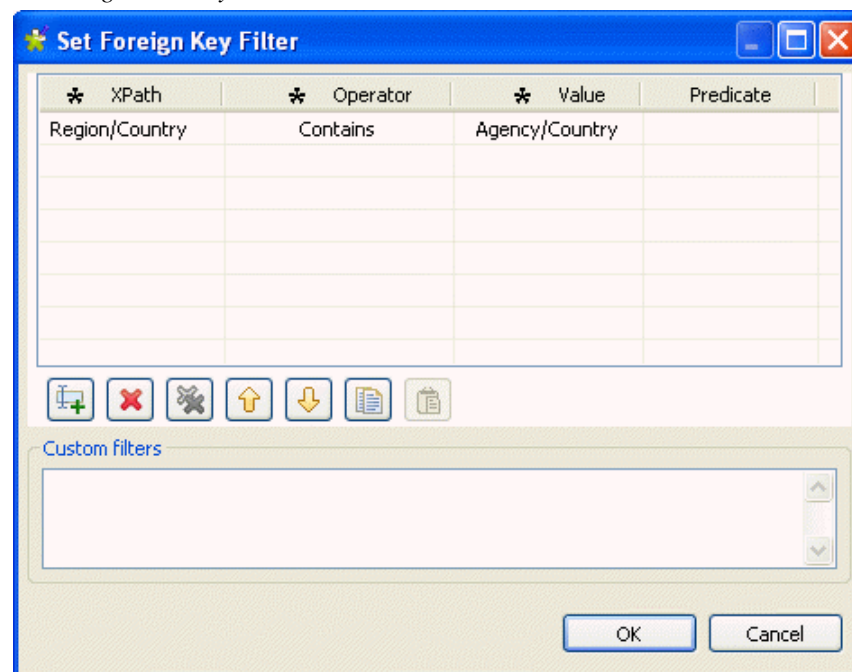 Set Foreign Key Filter
* XPath * Operator * Value Predicate
Region/Country Contains Agency/Country
Custom filters
OK Cancel